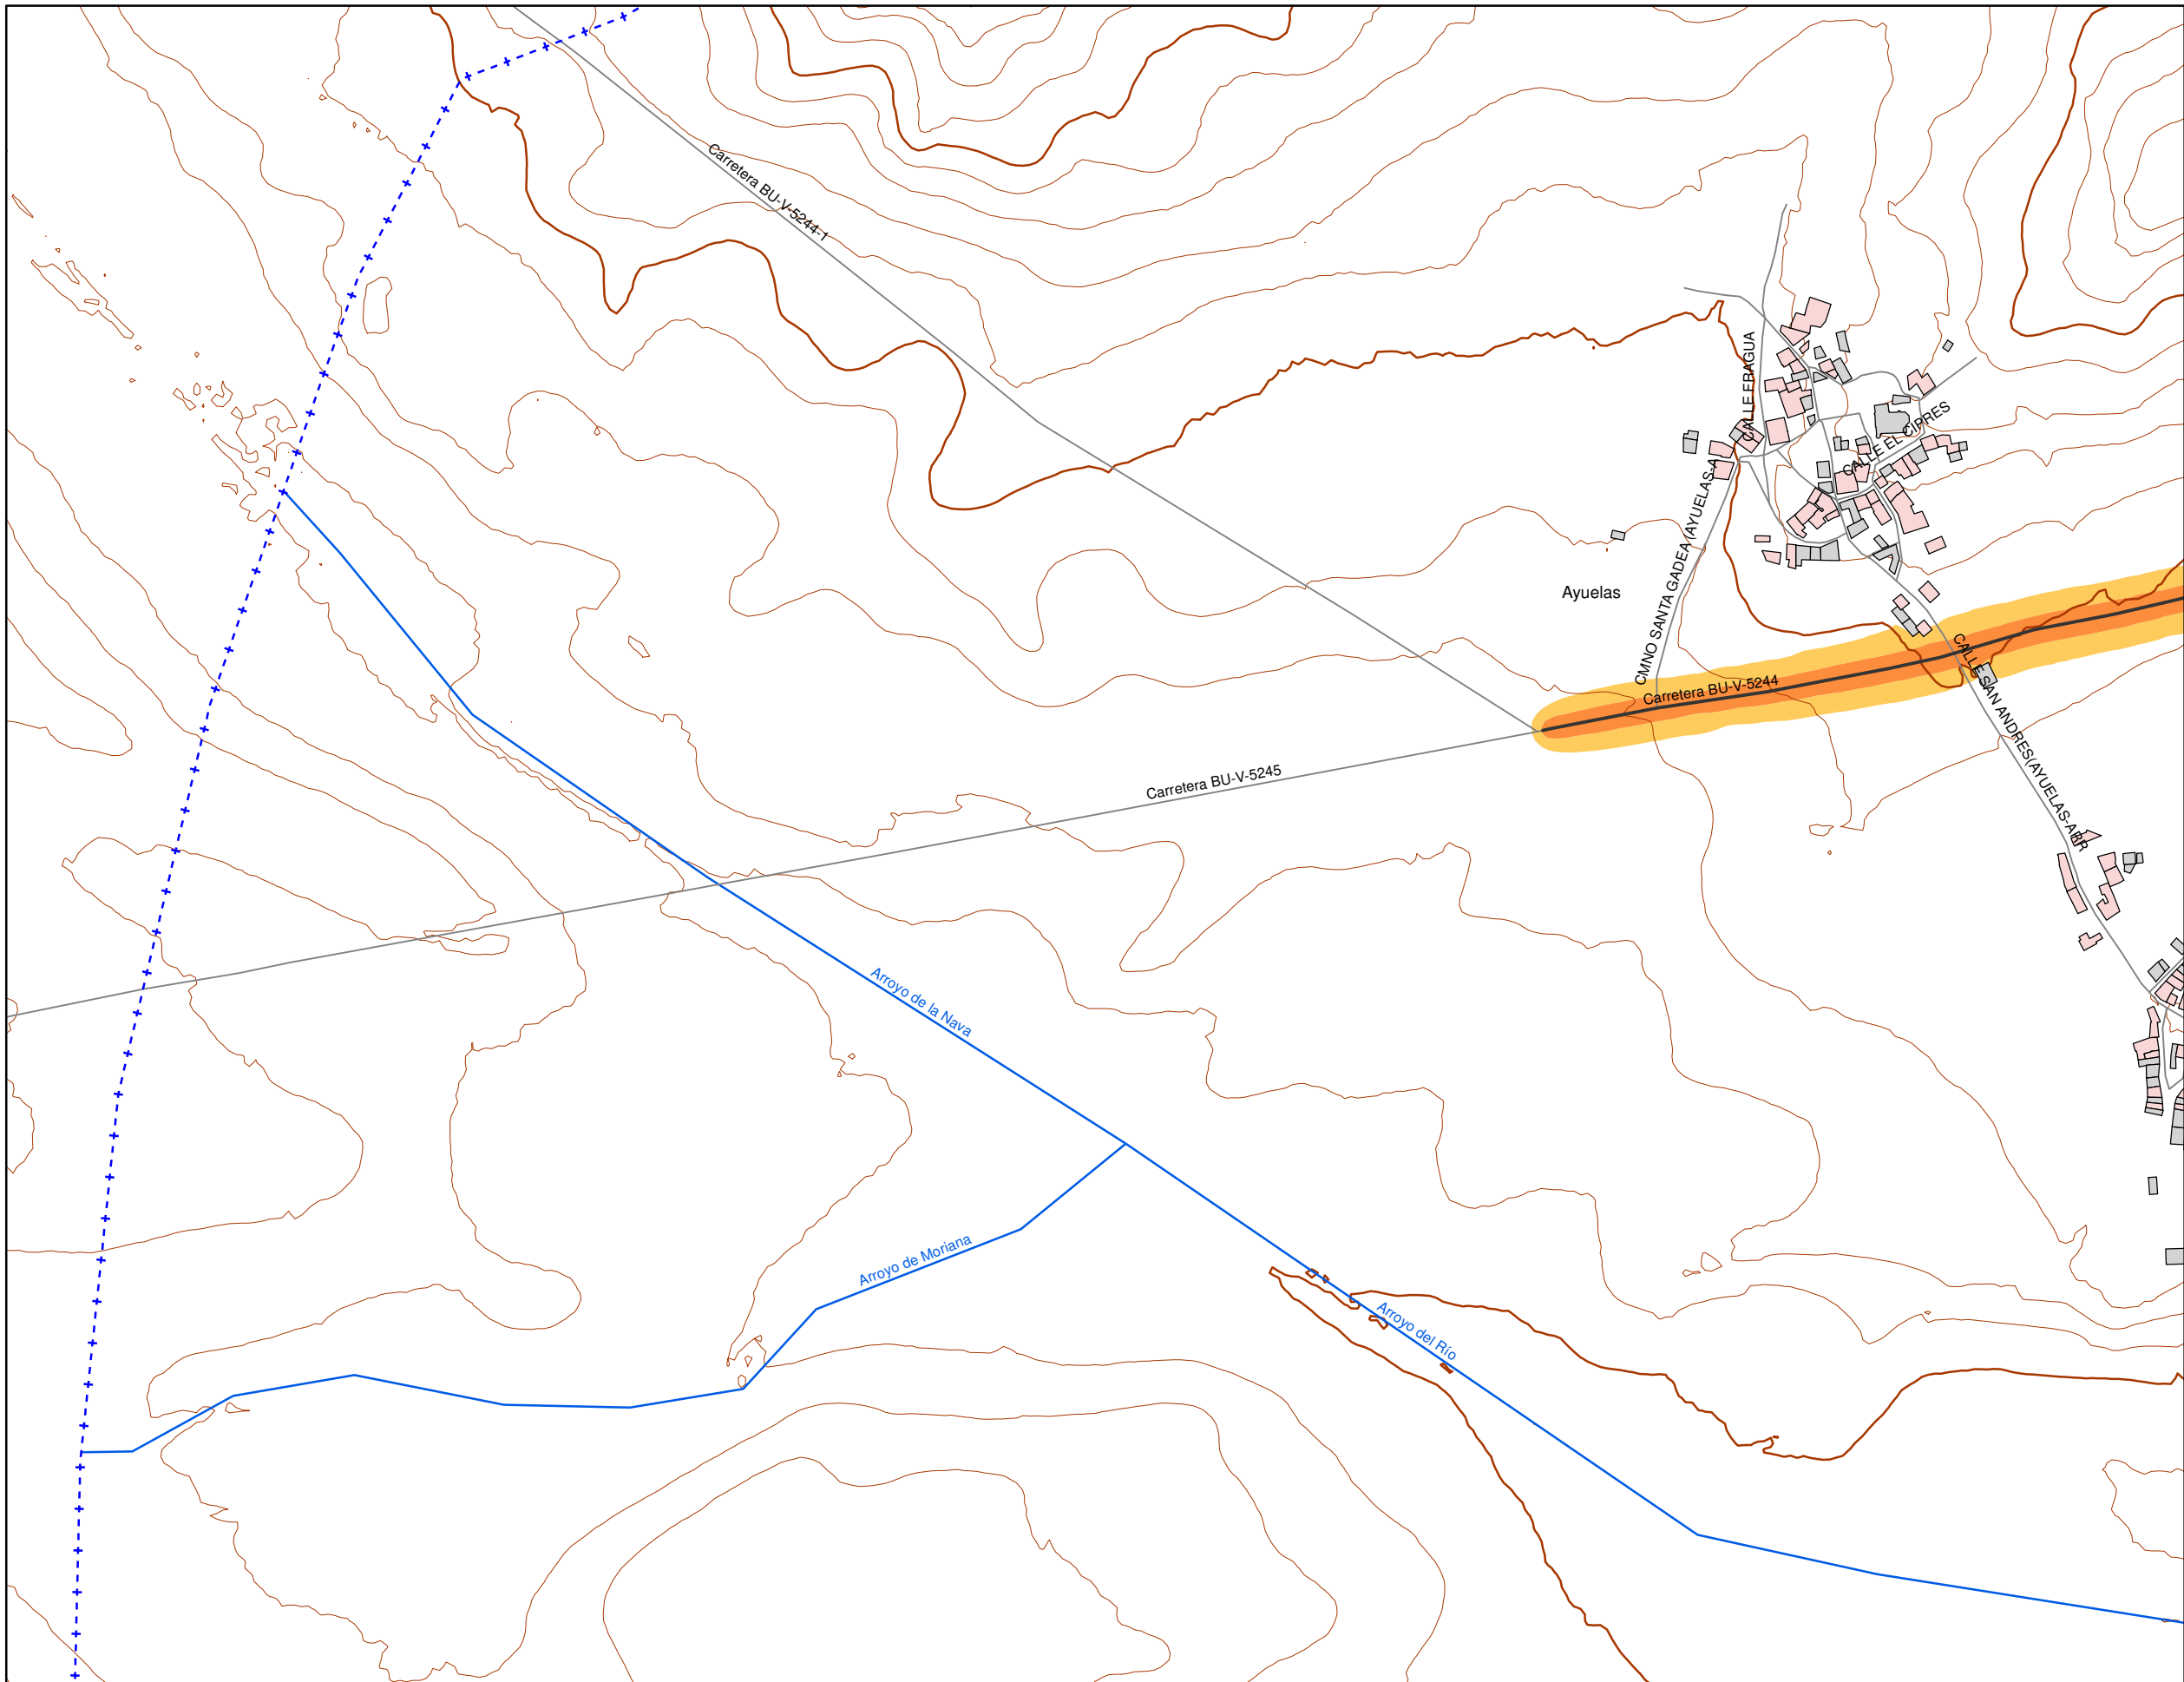 Carretera BU-V-5244-1
CALLE FRAGUA
CALLE EL CIPRES
CMNO SANTA GADEA (AYUELAS-A
Ayuelas
CALLE SAN ANDRES(AYUELAS-ABR
Carretera BU-V-5244
Carretera BU-V-5245
Arroyo de la Nava
Arroyo de Moriana
Arroyo del Río